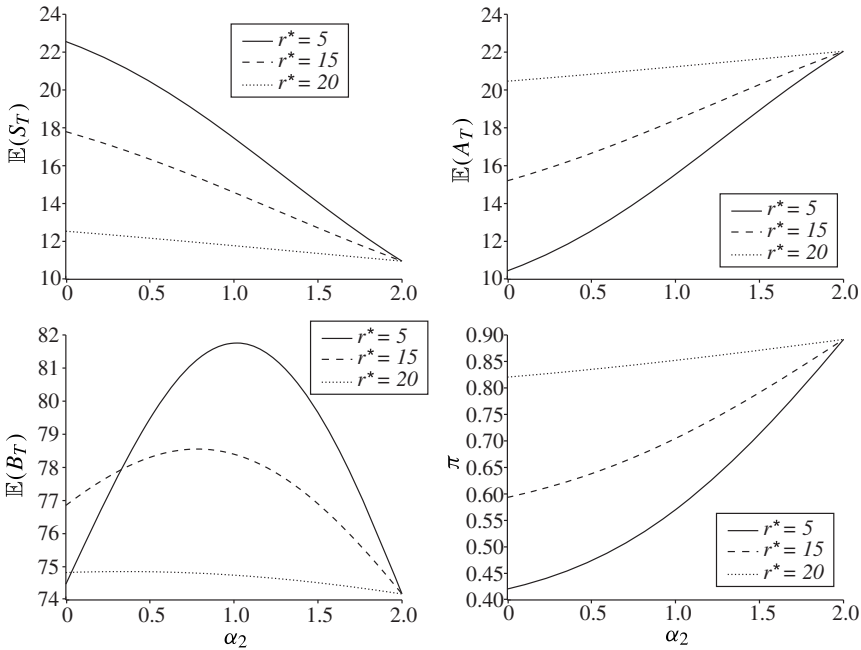 24
22
20
18
16
14
12
10
𝔼(S_T)
r* = 5
r* = 15
r* = 20
0 0.5 1.0 1.5 2.0
24
22
20
18
16
14
12
10
𝔼(A_T)
r* = 5
r* = 15
r* = 20
0 0.5 1.0 1.5 2.0
82
81
80
79
78
77
76
75
74
𝔼(B_T)
r* = 5
r* = 15
r* = 20
0 0.5 1.0 1.5 2.0
α₂
0.90
0.85
0.80
0.75
0.70
0.65
0.60
0.55
0.50
0.45
0.40
π
r* = 5
r* = 15
r* = 20
0 0.5 1.0 1.5 2.0
α₂